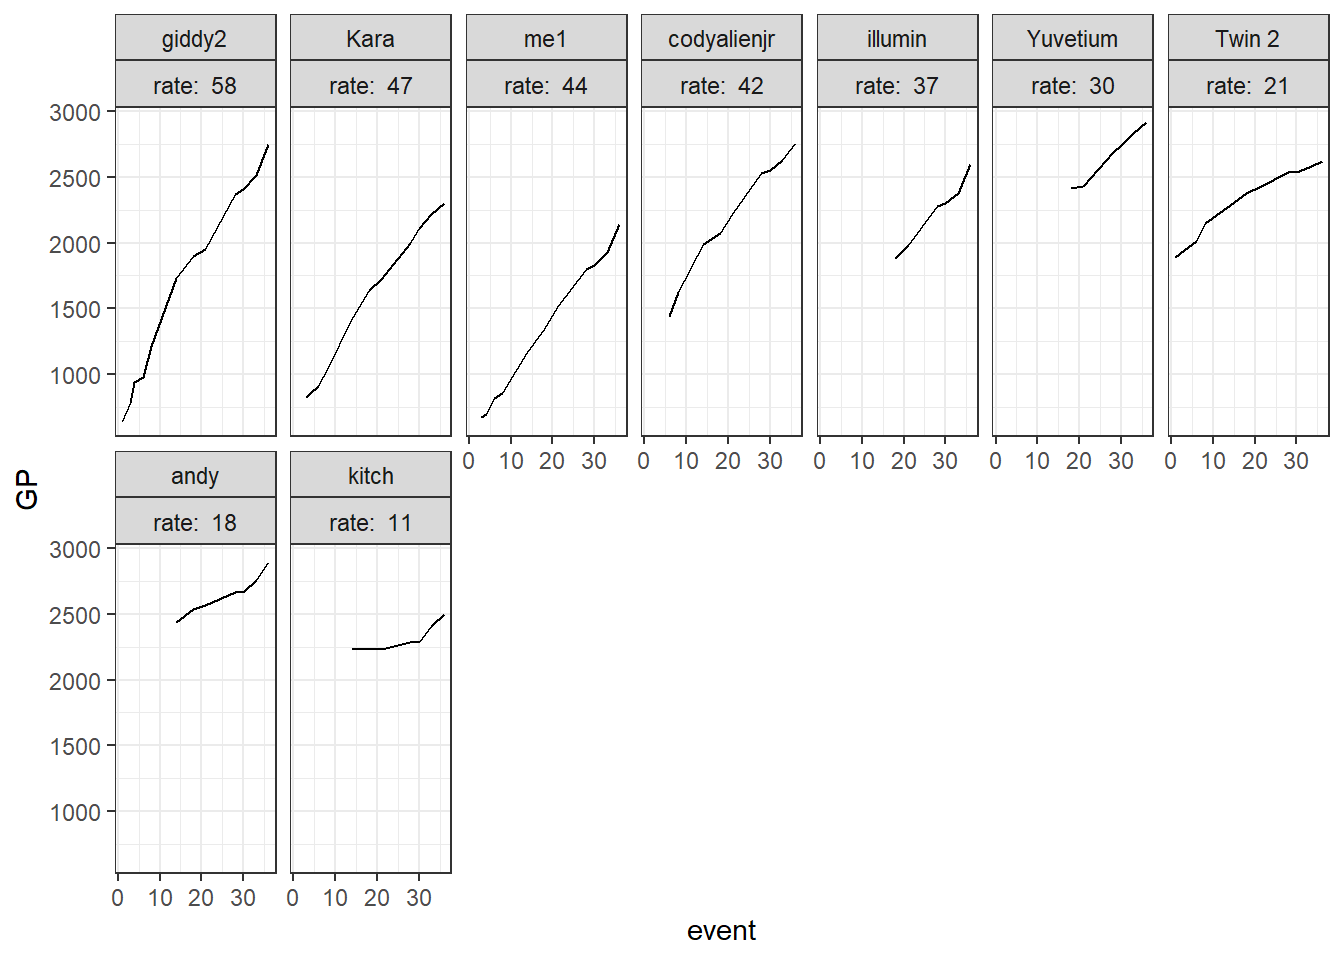 giddy2 Kara me1 codyalienjr illumin Yuvetium Twin 2
rate: 58 rate: 47 rate: 44 rate: 42 rate: 37 rate: 30 rate: 21
3000
2500
2000
1500
1000
0 10 20 30 0 10 20 30 0 10 20 30 0 10 20 30 0 10 20 30
andy kitch
rate: 18 rate: 11
GP
3000
2500
2000
1500
1000
0 10 20 30 0 10 20 30
event